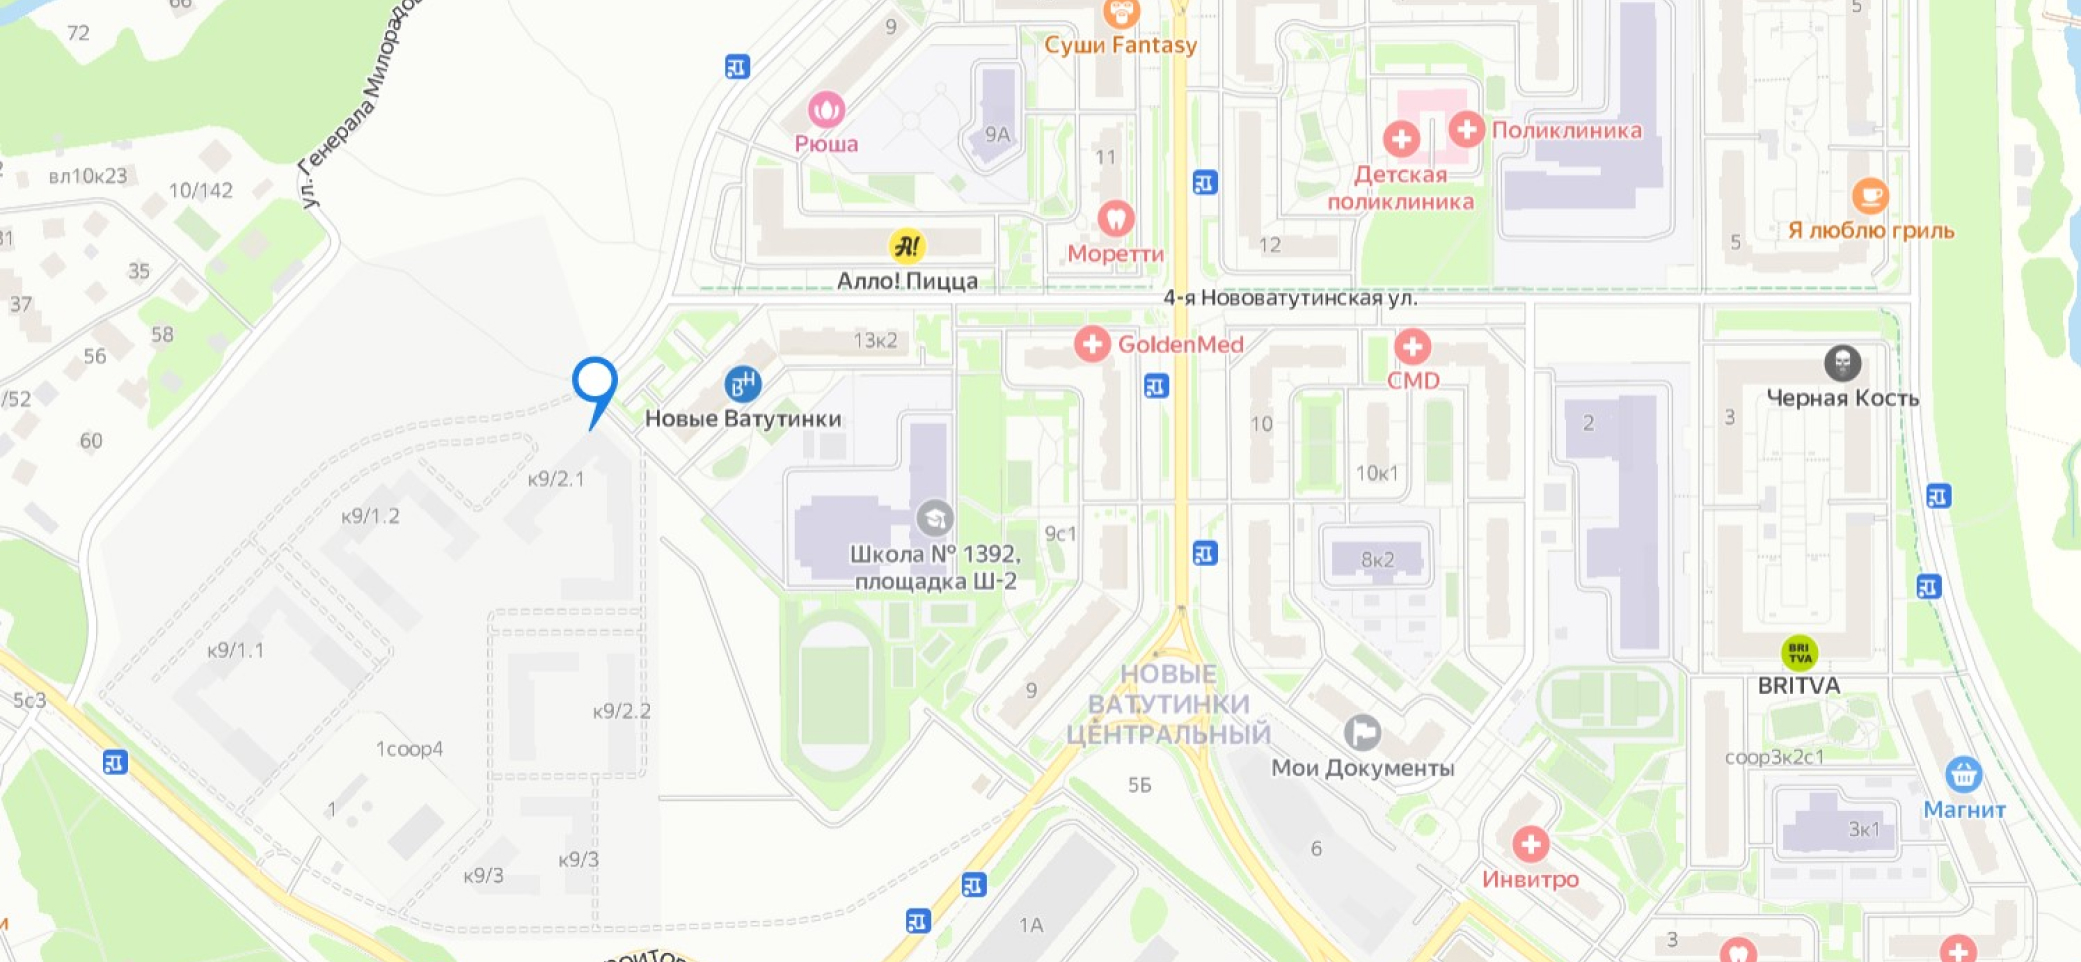 66
72
ул. Генерала Милорадо
9
Суши Fantasy
5
Рюша
9А
11
Поликлиника
Детская
поликлиника
вл10к23
10/142
Моретти
12
5
Я люблю гриль
31
35
37
Алло! Пицца
4-я Нововатутинская ул.
58
56
13к2
GoldenMed
CMD
/52
60
ВН
Новые Ватутинки
10
2
3
Черная Кость
10к1
к9/2.1
к9/1.2
Школа № 1392,
площадка Ш-2
9с1
8к2
к9/1.1
5с3
к9/2.2
9
НОВЫЕ
ВАТУТИНКИ
ЦЕНТРАЛЬНЫЙ
BRI
TVA
BRITVA
1соор4
1
5Б
Мои Документы
соор3к2с1
Магнит
3к1
6
к9/3
к9/3
Инвитро
1А
3